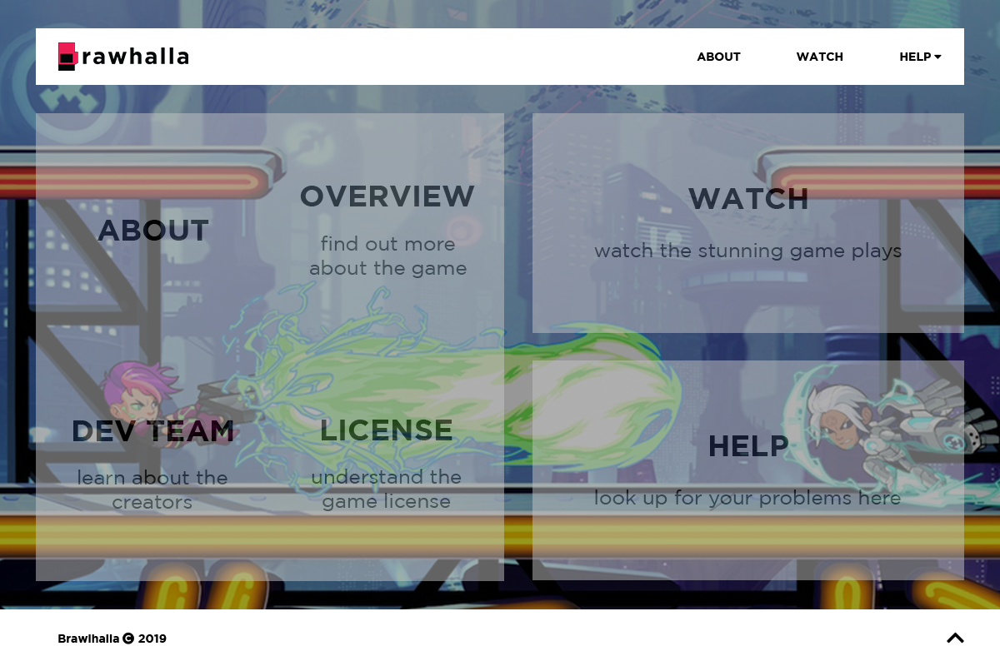 rawhalla
ABOUT
WATCH
HELP
OVERVIEW
ABOUT
find out more
about the game
WATCH
watch the stunning game plays
DEV TEAM
learn about the
creators
LICENSE
understand the
game license
HELP
look up for your problems here
Brawlhalla © 2019